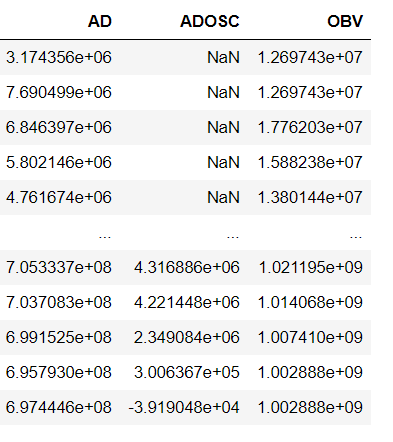 AD ADOSC OBV
3.174356e+06 NaN 1.269743e+07
7.690499e+06 NaN 1.269743e+07
6.846397e+06 NaN 1.776203e+07
5.802146e+06 NaN 1.588238e+07
4.761674e+06 NaN 1.380144e+07
... ... ...
7.053337e+08 4.316886e+06 1.021195e+09
7.037083e+08 4.221448e+06 1.014068e+09
6.991525e+08 2.349084e+06 1.007410e+09
6.957930e+08 3.006367e+05 1.002888e+09
6.974446e+08 -3.919048e+04 1.002888e+09